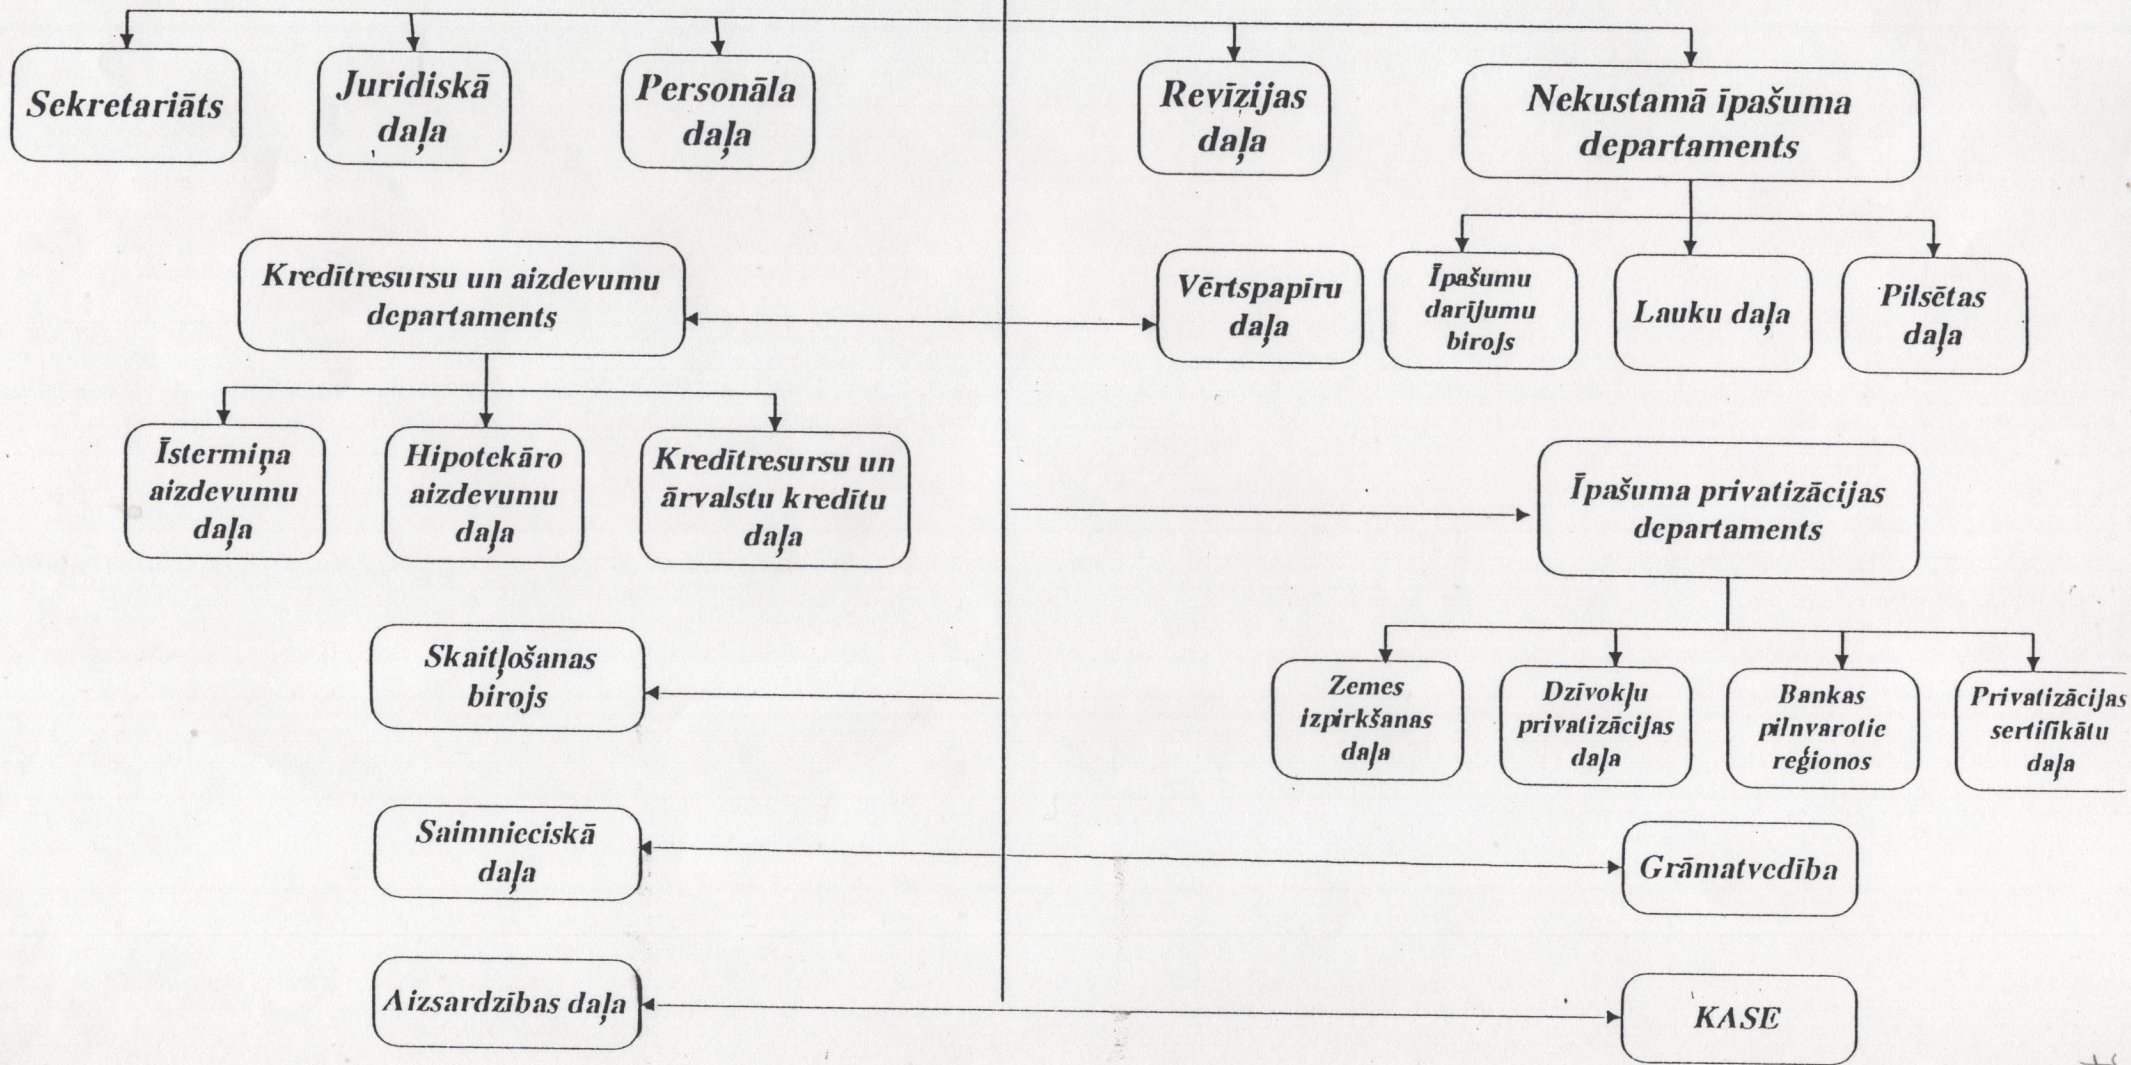 Sekretariāts
Juridiskā
daļa
Personāla
daļa
Revīzijas
daļa
Nekustamā īpašuma
departaments
Kredītresursu un aizdevumu
departaments
Vērtspapīru
daļa
Īpašumu
darījumu
birojs
Lauku daļa
Pilsētas
daļa
Īstermiņa
aizdevumu
daļa
Hipotekāro
aizdevumu
daļa
Kredītresursu un
ārvalstu kredītu
daļa
Īpašuma privatizācijas
departaments
Skaitļošanas
birojs
Zemes
izpirkšanas
daļa
Dzīvokļu
privatizācijas
daļa
Bankas
pilnvarotie
reģionos
Privatizācijas
sertifikātu
daļa
Saimnieciskā
daļa
Grāmatvedība
Aizsardzības daļa
KASE